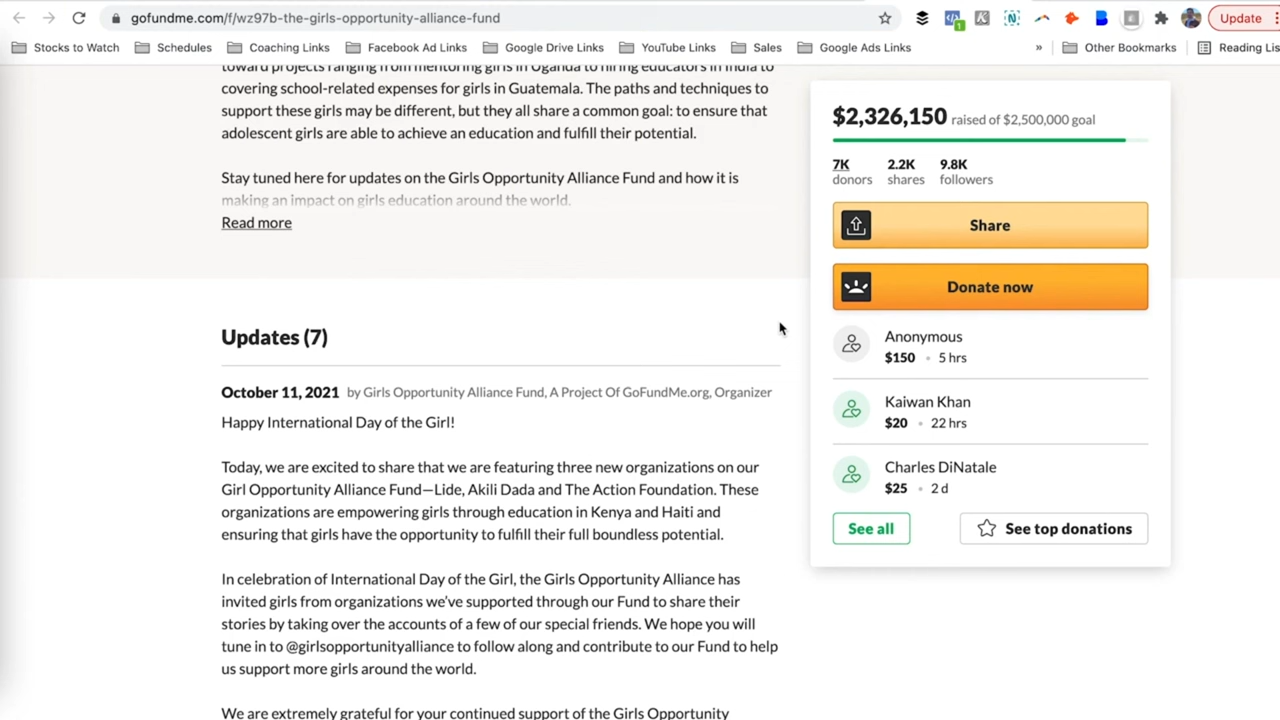 gofundme.com/f/wz97b-the-girls-opportunity-alliance-fund
Update
Stocks to Watch
Schedules
Coaching Links
Facebook Ad Links
Google Drive Links
YouTube Links
Sales
Google Ads Links
»
Other Bookmarks
Reading Lis
toward projects ranging from mentoring girls in Uganda to hiring educators in India to
covering school-related expenses for girls in Guatemala. The paths and techniques to
support these girls may be different, but they all share a common goal: to ensure that
adolescent girls are able to achieve an education and fulfill their potential.
Stay tuned here for updates on the Girls Opportunity Alliance Fund and how it is
making an impact on girls education around the world.
Read more
Updates (7)
October 11, 2021 by Girls Opportunity Alliance Fund, A Project Of GoFundMe.org, Organizer
Happy International Day of the Girl!
Today, we are excited to share that we are featuring three new organizations on our
Girl Opportunity Alliance Fund—Lide, Akili Dada and The Action Foundation. These
organizations are empowering girls through education in Kenya and Haiti and
ensuring that girls have the opportunity to fulfill their full boundless potential.
In celebration of International Day of the Girl, the Girls Opportunity Alliance has
invited girls from organizations we've supported through our Fund to share their
stories by taking over the accounts of a few of our special friends. We hope you will
tune in to @girlsopportunityalliance to follow along and contribute to our Fund to help
us support more girls around the world.
We are extremely grateful for your continued support of the Girls Opportunity
$2,326,150 raised of $2,500,000 goal
7K 2.2K 9.8K
donors shares followers
Share
Donate now
Anonymous
$150 • 5 hrs
Kaiwan Khan
$20 • 22 hrs
Charles DiNatale
$25 • 2 d
See all
See top donations